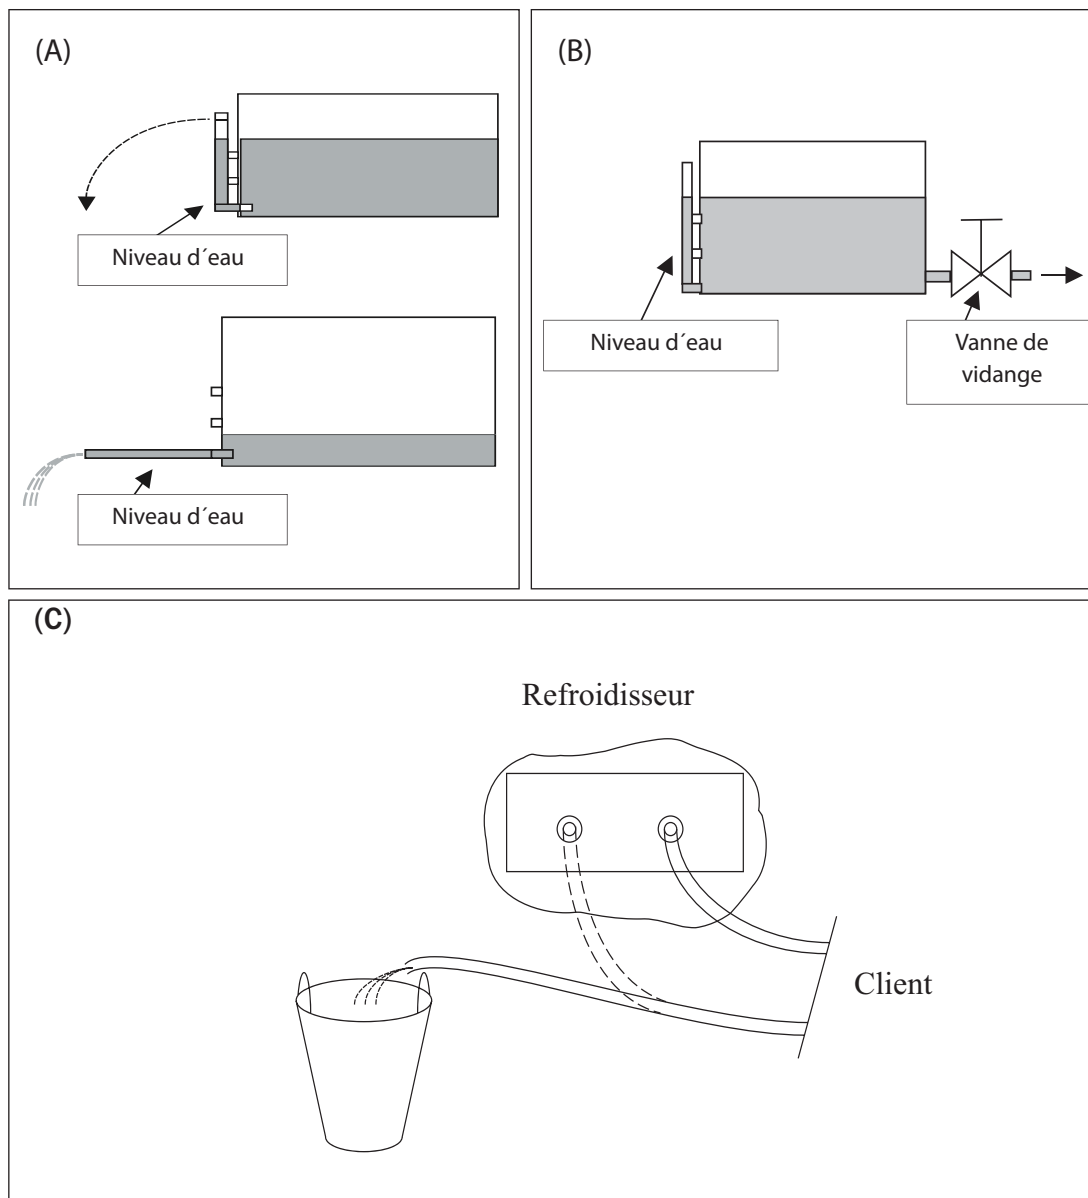 (A)
Niveau d´eau
Niveau d´eau
(B)
Niveau d´eau
Vanne de
vidange
(C)
Refroidisseur
Client